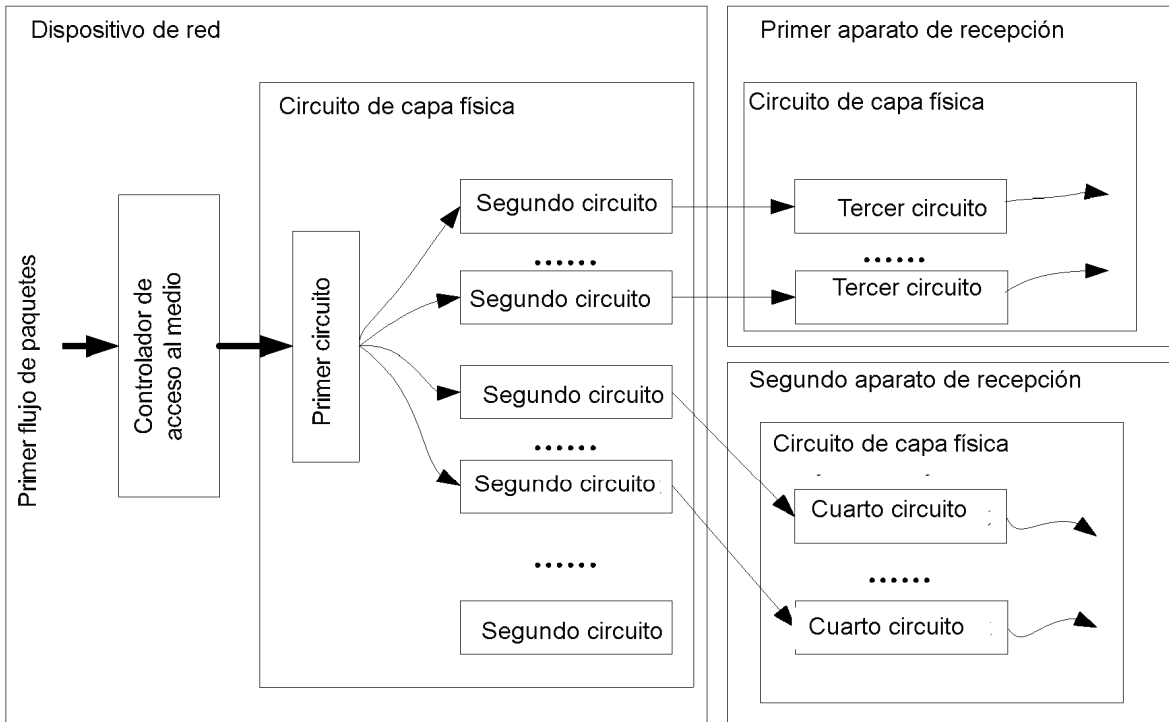 Dispositivo de red
Primer flujo de paquetes
Controlador de
acceso al medio
Circuito de capa física
Primer circuito
Segundo circuito
......
Segundo circuito
Segundo circuito
......
Segundo circuito
......
Segundo circuito
Primer aparato de recepción
Circuito de capa física
Tercer circuito
......
Tercer circuito
Segundo aparato de recepción
Circuito de capa física
Cuarto circuito
......
Cuarto circuito